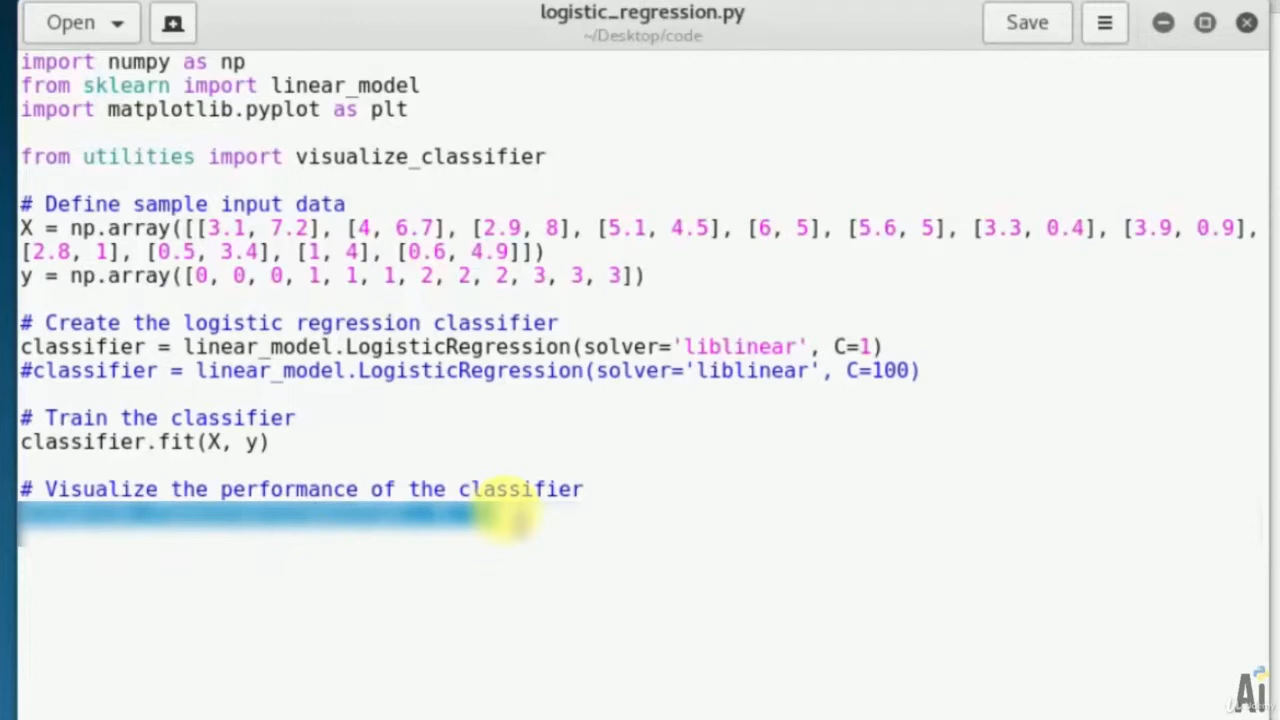 Open
logistic_regression.py
~/Desktop/code
Save
import numpy as np
from sklearn import linear_model
import matplotlib.pyplot as plt
from utilities import visualize_classifier
# Define sample input data
X = np.array([[3.1, 7.2], [4, 6.7], [2.9, 8], [5.1, 4.5], [6, 5], [5.6, 5], [3.3, 0.4], [3.9, 0.9],
[2.8, 1], [0.5, 3.4], [1, 4], [0.6, 4.9]])
y = np.array([0, 0, 0, 1, 1, 1, 2, 2, 2, 3, 3, 3])
# Create the logistic regression classifier
classifier = linear_model.LogisticRegression(solver='liblinear', C=1)
#classifier = linear_model.LogisticRegression(solver='liblinear', C=100)
# Train the classifier
classifier.fit(X, y)
# Visualize the performance of the classifier
Ai